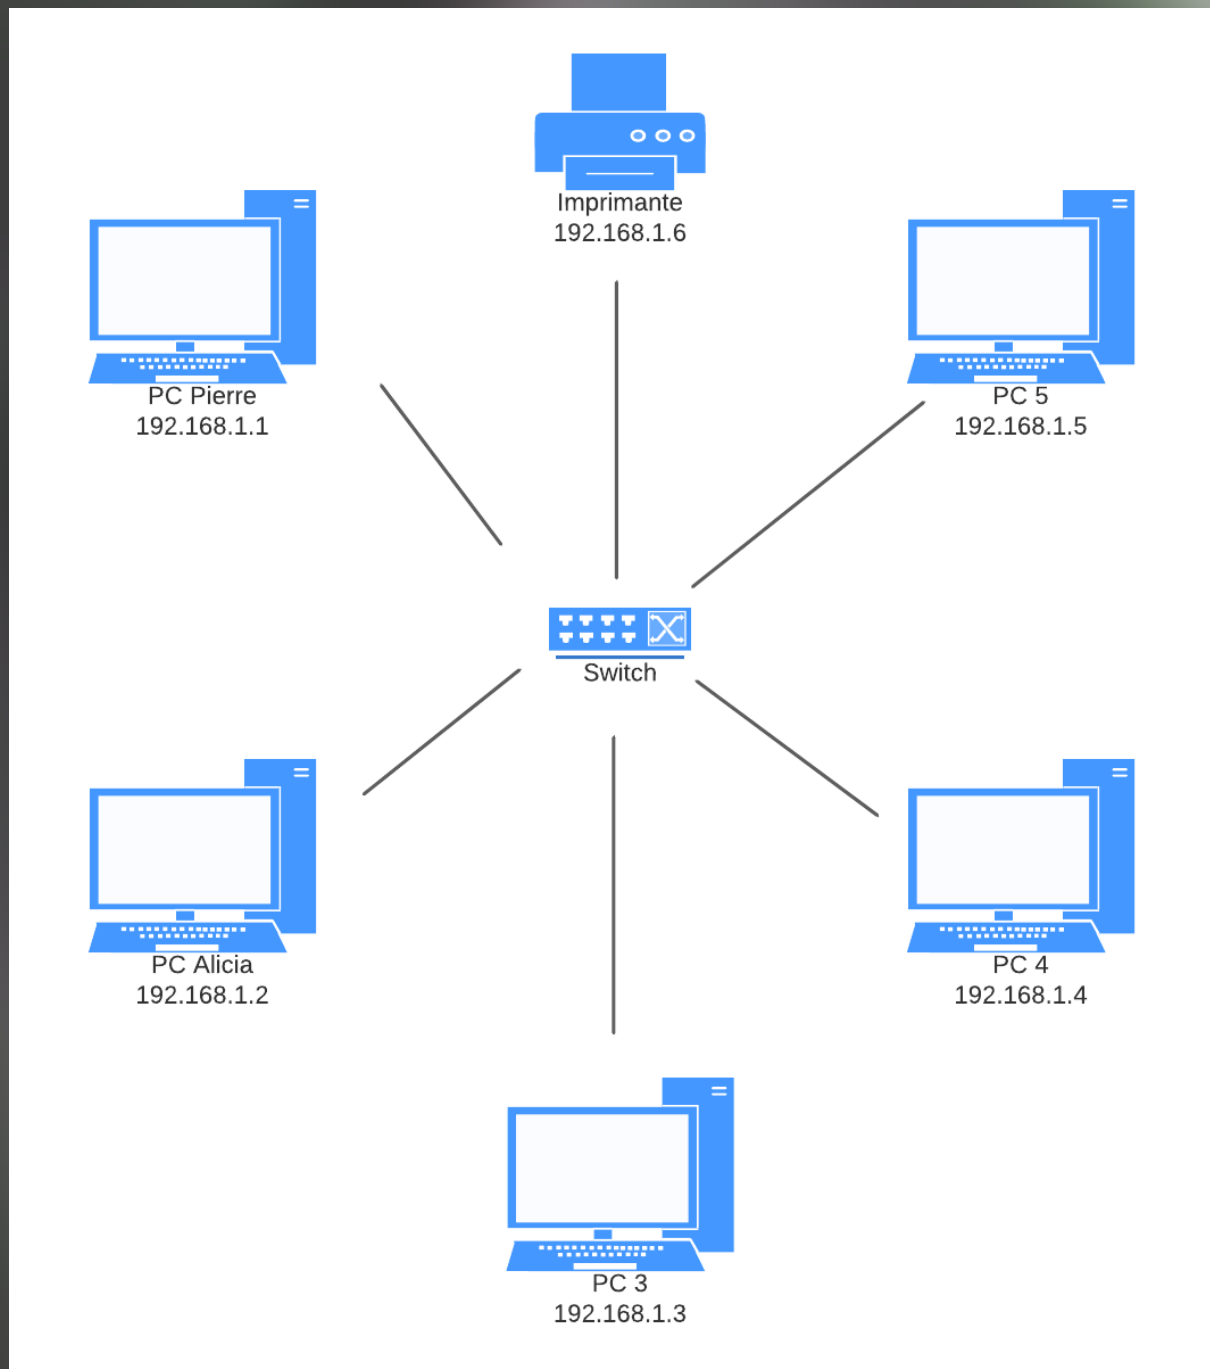 Imprimante
192.168.1.6
PC Pierre
192.168.1.1
PC 5
192.168.1.5
Switch
PC Alicia
192.168.1.2
PC 4
192.168.1.4
PC 3
192.168.1.3